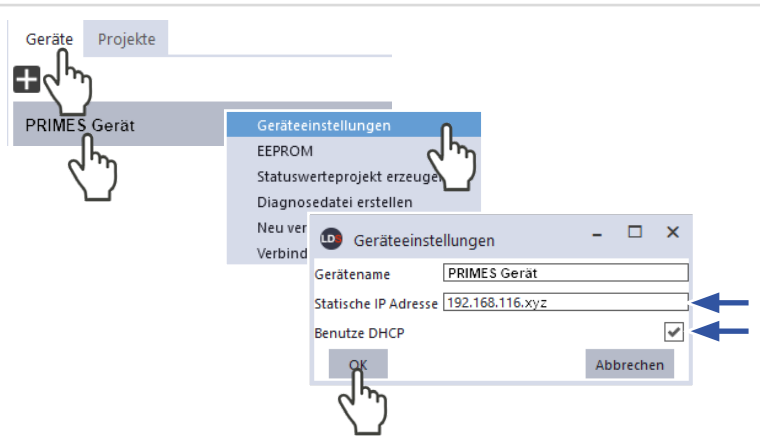 Geräte Projekte
PRIMES Gerät
Geräteeinstellungen
EEPROM
Statuswerteprojekt
Diagnosedatei erstellen
Neu
LDS Geräteeinstellungen
Gerätename PRIMES Gerät
Statische IP Adresse 192.168.116.xyz
Benutze DHCP
OK Abbrechen